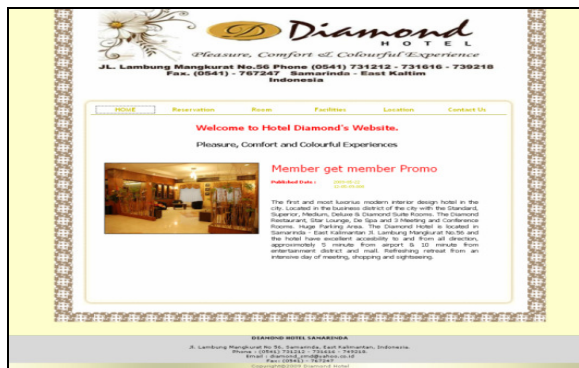 D Diamond
HOTEL
Pleasure, Comfort & Colourful Experience
JL. Lambung Mangkurat No.56 Phone (0541) 731212 - 731616 - 739218
Fax. (0541) - 767247 Samarinda - East Kaltim
Indonesia
HOME Reservation Room Facilities Location Contact Us
Welcome to Hotel Diamond's Website.
Pleasure, Comfort and Colourful Experiences
Member get member Promo
Published Date :
The first and most luxurius modern interior design hotel in the
city. Located in the business district of the city with the Standard,
Superior, Medium, Deluxe & Diamond Suite Rooms. The Diamond
Restaurant, Star Lounge, De Spa and 3 Meeting and Conference
Rooms. Huge Parking Area. The Diamond Hotel is located in
Samarinda - East Kalimantan Jl. Lambung Mangkurat No.56 and
the hotel have excellent accesbility to and from all direction,
approximately 5 minute from airport & 10 minute from
entertainment district and mall. Refreshing retreat from an
intensive day of meeting, shopping and sightseeing.
DIAMOND HOTEL SAMARINDA
Jl. Lambung Mangkurat No 56, Samarinda, East Kalimantan, Indonesia.
Phone : (0541) 731212 - 731616 - 749218.
Email : diamond_smd@yahoo.co.id
Fax : (0541) - 767247
Copyright@2009 Diamond Hotel